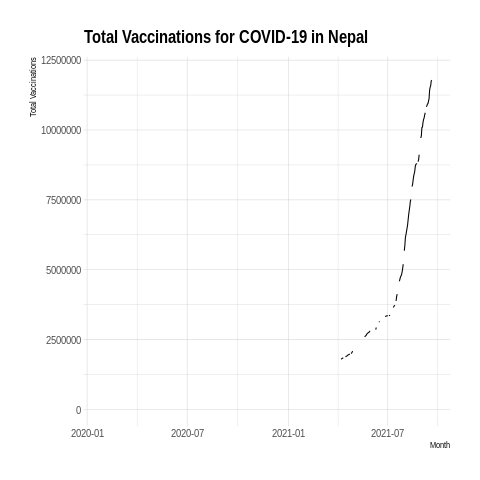 Total Vaccinations for COVID-19 in Nepal
Total Vaccinations
12500000
10000000
7500000
5000000
2500000
0
2020-01 2020-07 2021-01 2021-07
Month